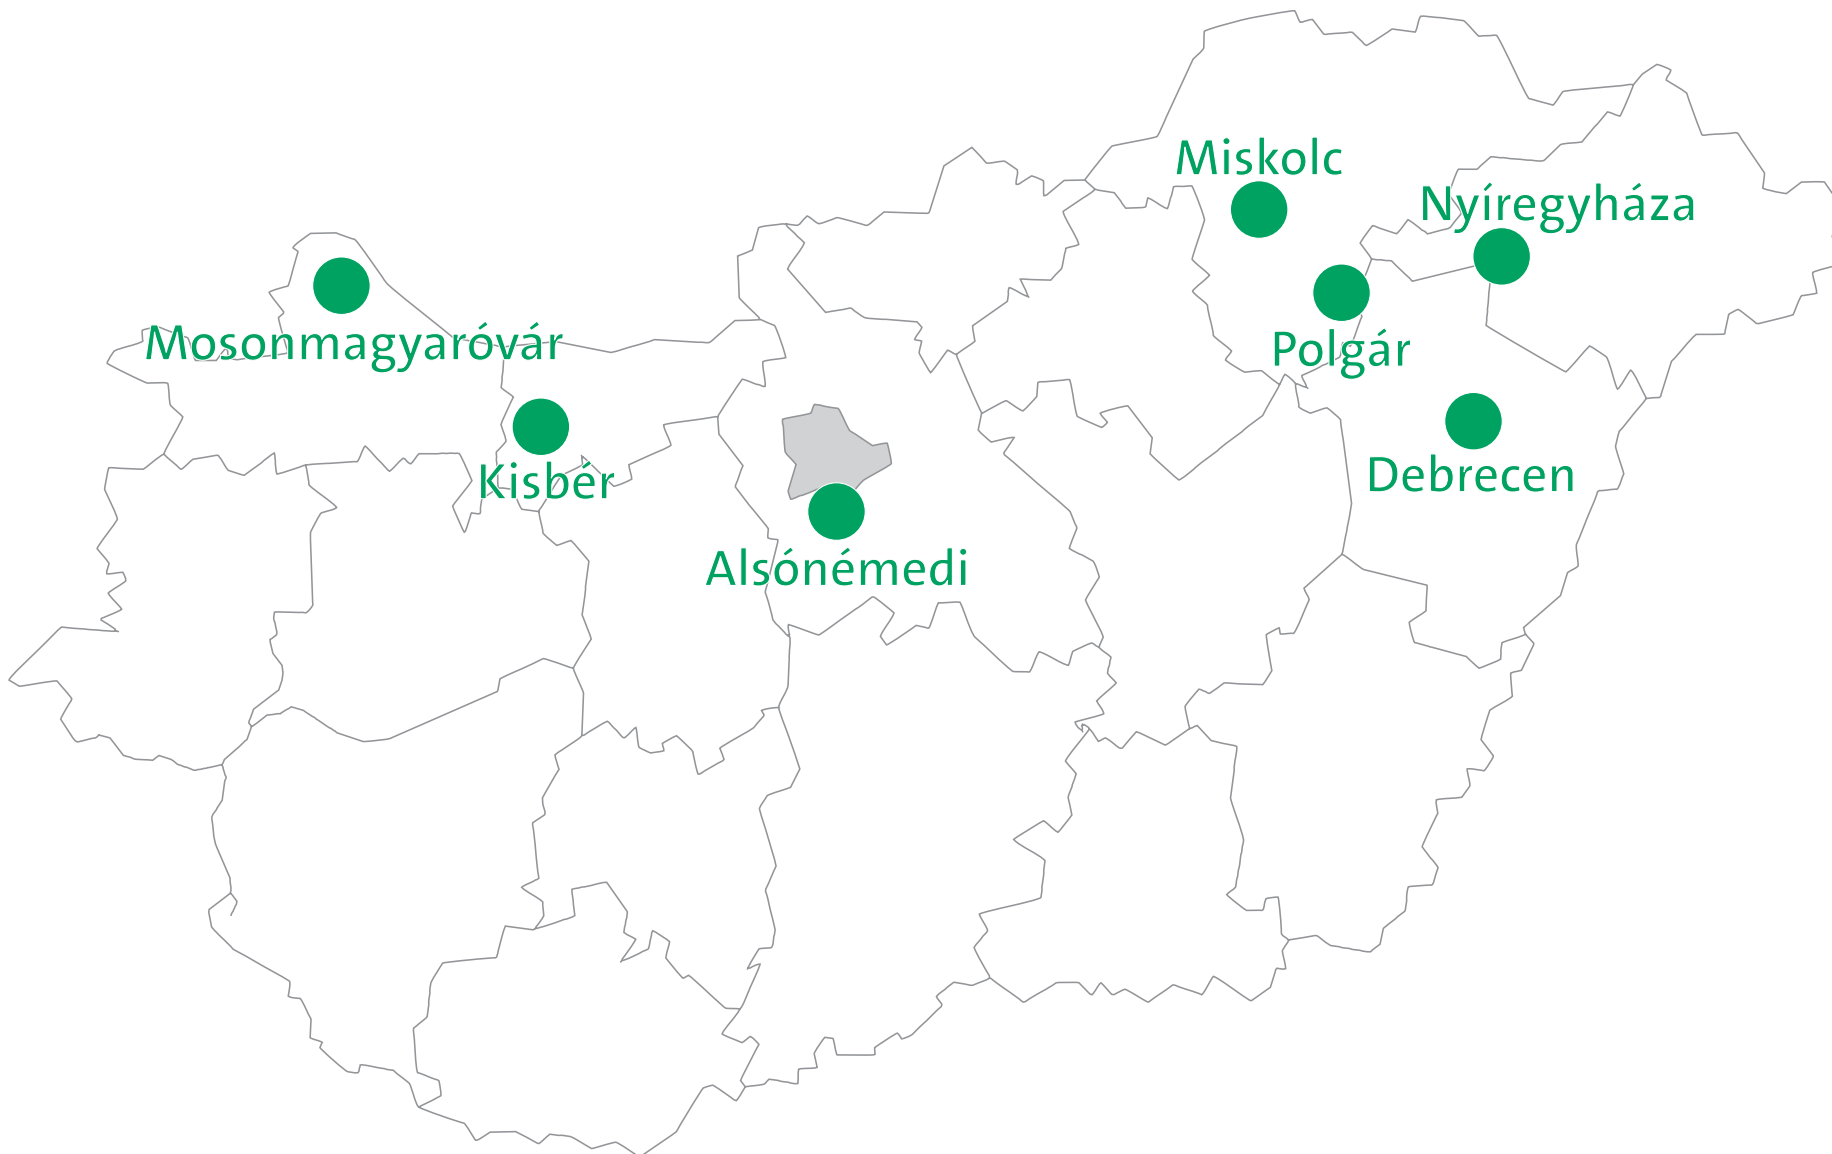 Miskolc
Nyíregyháza
Mosonmagyaróvár
Polgár
Kisbér
Debrecen
Alsónémedi